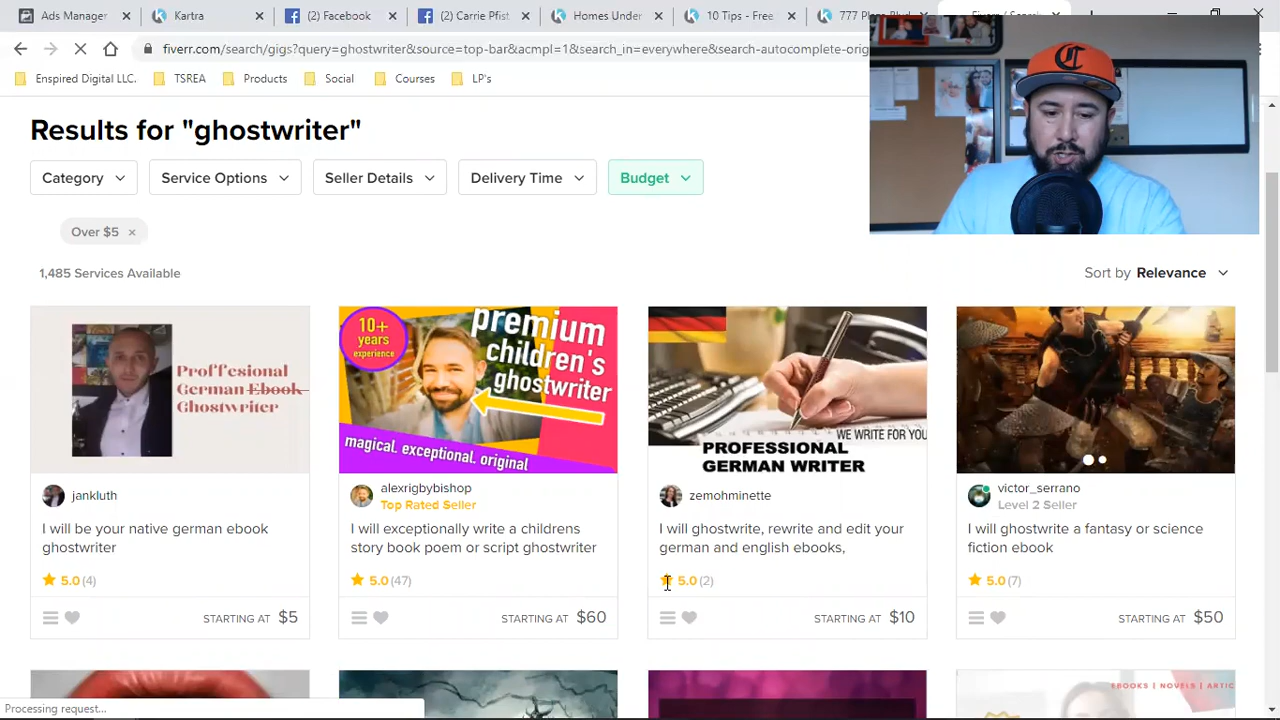 Ads Manager
Kartra
(2) Facebook
(2) Carrie Pfist
Homes Unde
10 Tips - Free
fiverr.com/search/gigs?query=ghostwriter&source=top-bar&acmpl=1&search_in=everywhere&search-autocomplete-orig
Enspired Digital LLC.
TSREA
Products
Social
Courses
LP's
Results for "ghostwriter"
Category
Service Options
Seller Details
Delivery Time
Budget
Over $5 ×
1,485 Services Available
Sort by Relevance
Proffesional
German Ebook
Ghostwriter
10+
years
experience
premium
children's
ghostwriter
magical. exceptional. original
WE WRITE FOR YOU
PROFESSIONAL
GERMAN WRITER
jankluth
I will be your native german ebook
ghostwriter
5.0 (4)
STARTING AT $5
alexrigbybishop
Top Rated Seller
I will exceptionally write a childrens
story book poem or script ghostwriter
5.0 (47)
STARTING AT $60
zemohminette
I will ghostwrite, rewrite and edit your
german and english ebooks,
5.0 (2)
STARTING AT $10
victor_serrano
Level 2 Seller
I will ghostwrite a fantasy or science
fiction ebook
5.0 (7)
STARTING AT $50
EBOOKS | NOVELS | ARTIC
Processing request...